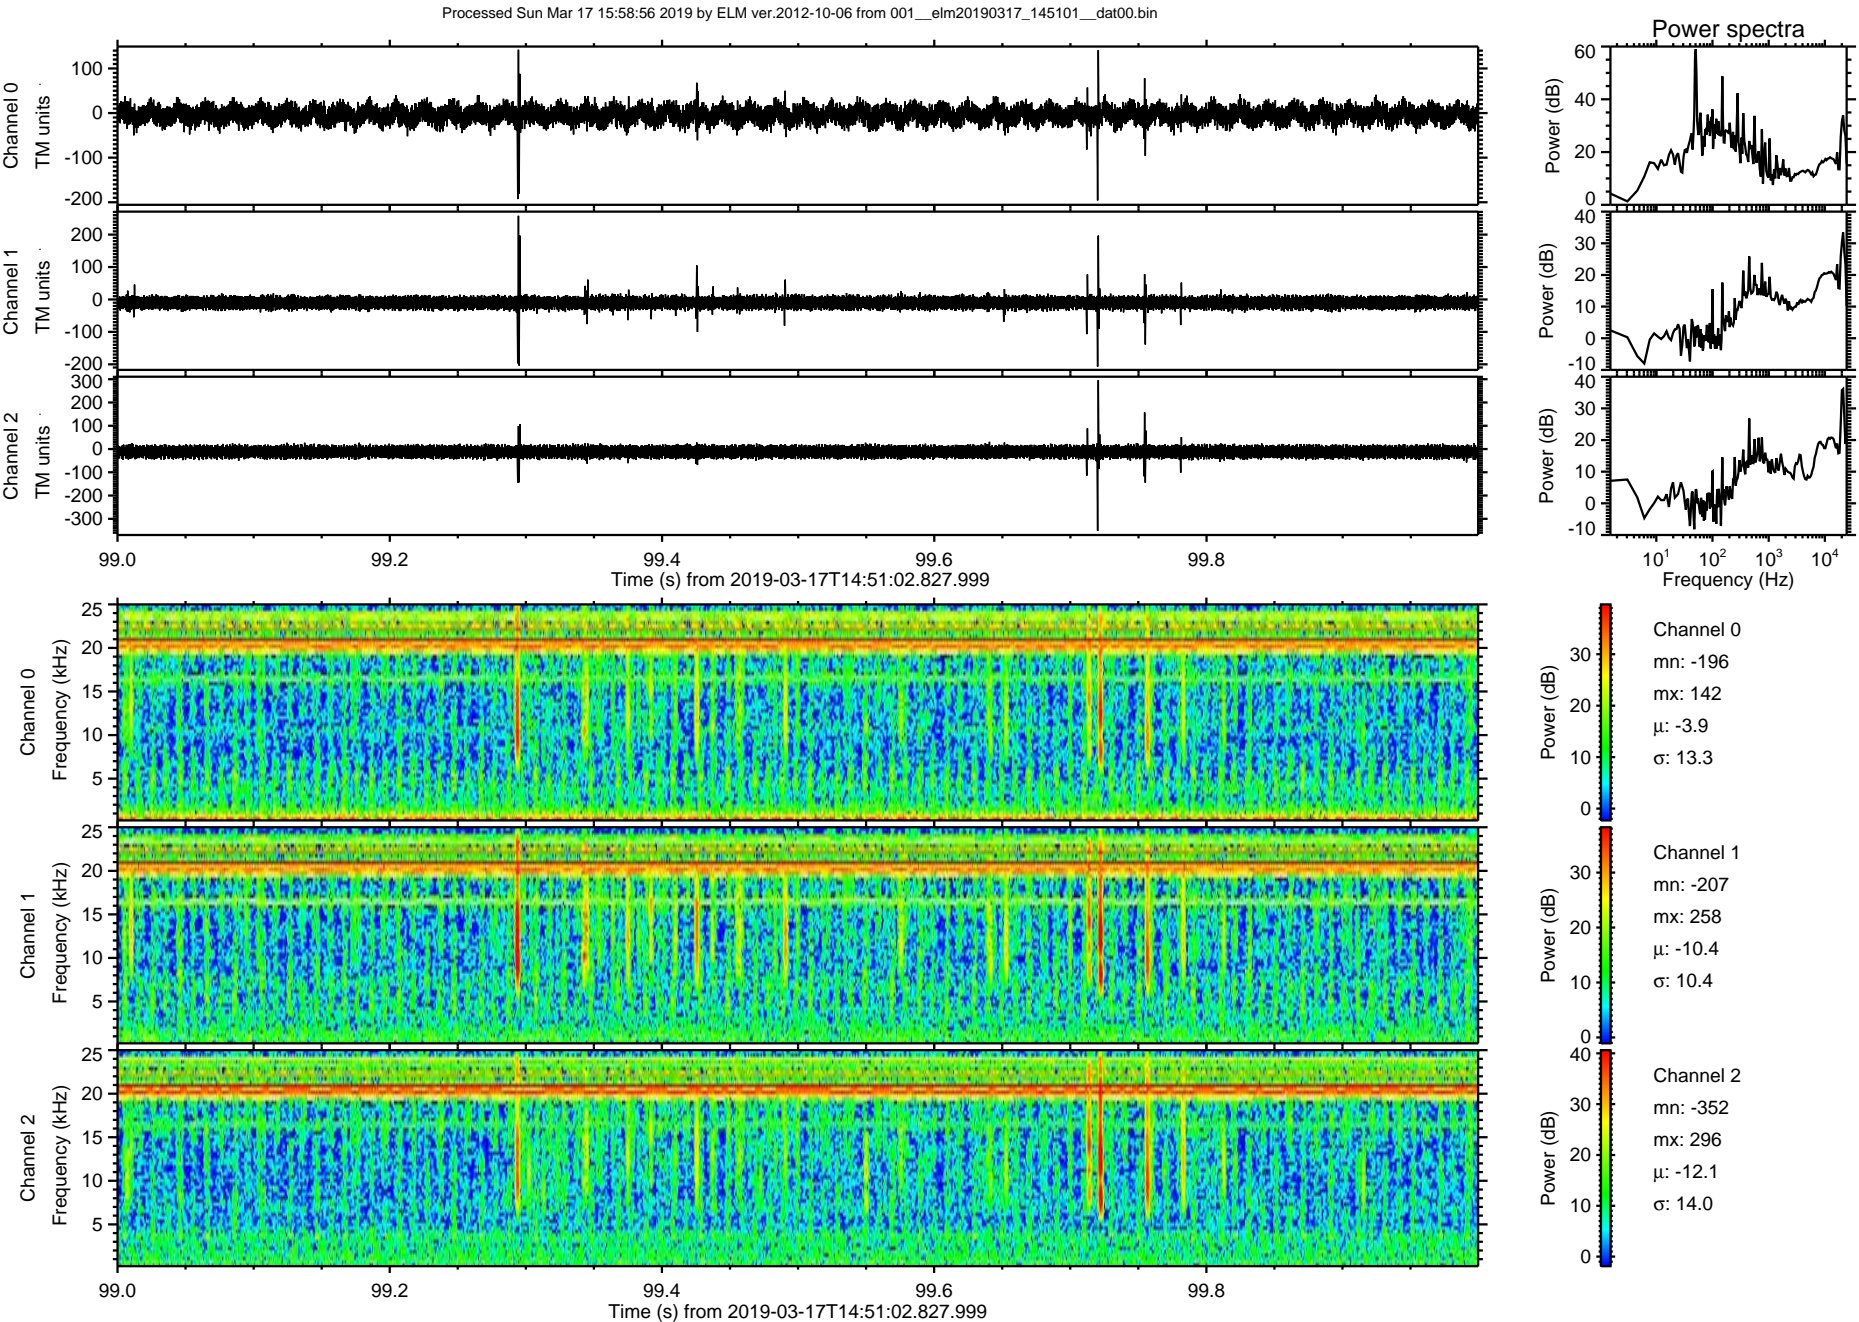 Processed Sun Mar 17 15:58:56 2019 by ELM ver.2012-10-06 from 001__elm20190317_145101__dat00.bin
Power spectra
Channel 0
TM units
100
0
-100
-200
Power (dB)
60
40
20
0
Channel 1
TM units
200
100
0
-100
-200
Power (dB)
40
30
20
10
0
-10
Channel 2
TM units
300
200
100
0
-100
-200
-300
Power (dB)
40
30
20
10
0
-10
99.0 99.2 99.4 99.6 99.8
Time (s) from 2019-03-17T14:51:02.827.999
10¹ 10² 10³ 10⁴
Frequency (Hz)
Channel 0
Frequency (kHz)
25
20
15
10
5
Power (dB)
30
20
10
0
Channel 0
mn: -196
mx: 142
μ: -3.9
σ: 13.3
Channel 1
Frequency (kHz)
25
20
15
10
5
Power (dB)
30
20
10
0
Channel 1
mn: -207
mx: 258
μ: -10.4
σ: 10.4
Channel 2
Frequency (kHz)
25
20
15
10
5
Power (dB)
40
30
20
10
0
Channel 2
mn: -352
mx: 296
μ: -12.1
σ: 14.0
99.0 99.2 99.4 99.6 99.8
Time (s) from 2019-03-17T14:51:02.827.999